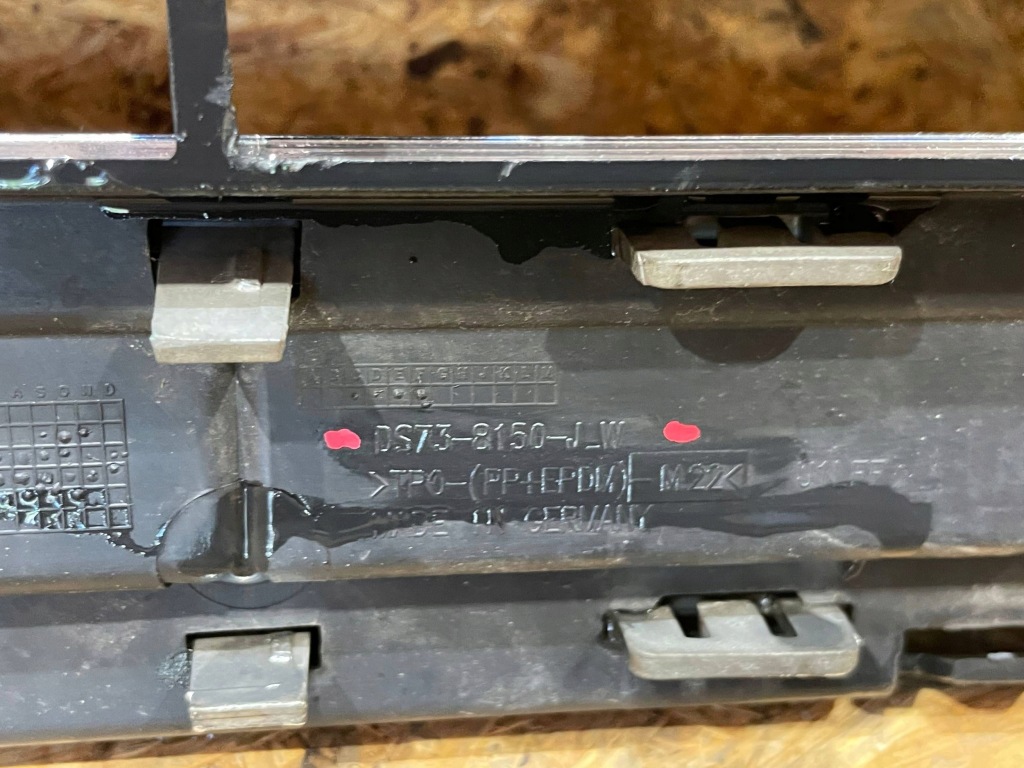 A S O N D
D E F G H J K L M
DS73-8150-J_W
>TPO-(PP+EPDM)-M22<
MADE IN GERMANY